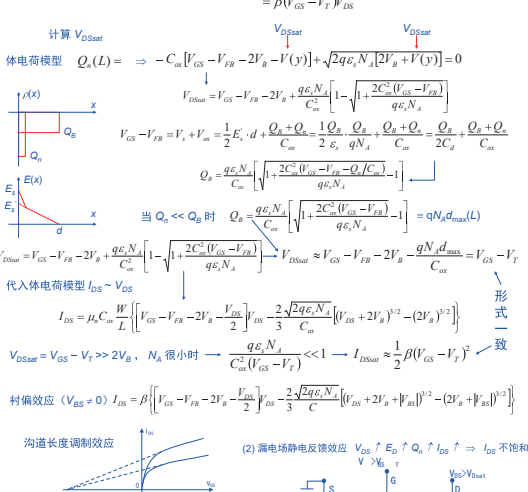 = β(V_GS − V_T)V_DS
计算 V_DSsat
V_DSsat V_DSsat
体电荷模型 Q_n(L) = ⇒ −C_ox[V_GS − V_FB − 2V_B − V(y)] + √(2qε_sN_A[2V_B + V(y)]) = 0
V_DSsat = V_GS − V_FB − 2V_B + (qε_sN_A/C_ox²)[1 − √(1 + 2C_ox²(V_GS − V_FB)/(qε_sN_A))]
ρ(x)
x
Q_B
Q_n
V_GS − V_FB = V_s + V_ox = (1/2)E_s'·d + (Q_B + Q_n)/C_ox = (1/2)(Q_B/ε_s)·(Q_B/(qN_A)) + (Q_B + Q_n)/C_ox = Q_B/(2C_d) + (Q_B + Q_n)/C_ox
Q_B = (qε_sN_A/C_ox)[√(1 + 2C_ox²(V_GS − V_FB − Q_n/C_ox)/(qε_sN_A)) − 1]
E(x)
E_s
E_s'
x
d
当 Q_n << Q_B 时 Q_B = (qε_sN_A/C_ox)[√(1 + 2C_ox²(V_GS − V_FB)/(qε_sN_A)) − 1] = qN_Ad_max(L)
V_DSsat = V_GS − V_FB − 2V_B + (qε_sN_A/C_ox²)[1 − √(1 + 2C_ox²(V_GS − V_FB)/(qε_sN_A))] V_DSsat ≈ V_GS − V_FB − 2V_B − qN_Ad_max/C_ox = V_GS − V_T
代入体电荷模型 I_DS ~ V_DS
形式一致
I_DS = μ_nC_ox(W/L){[V_GS − V_FB − 2V_B − V_DS/2]V_DS − (2/3)(√(2qε_sN_A)/C_ox)[(V_DS + 2V_B)^3/2 − (2V_B)^3/2]}
V_DSsat = V_GS − V_T >> 2V_B , N_A 很小时 qε_sN_A/(C_ox²(V_GS − V_T)) << 1 I_DSsat ≈ (1/2)β(V_GS − V_T)²
衬偏效应（V_BS ≠ 0） I_DS = β{[V_GS − V_FB − 2V_B − V_DS/2]V_DS − (2/3)(√(2qε_sN_A)/C)[(V_DS + 2V_B + |V_BS|)^3/2 − (2V_B + |V_BS|)^3/2]}
沟道长度调制效应
I_DS
0
V_DS
(2) 漏电场静电反馈效应 V_DS ↑ E_D ↑ Q_n ↑ I_DS ↑ ⇒ I_DS 不饱和
V_GS > V_T
G
S
V_DS > V_Dsat
D